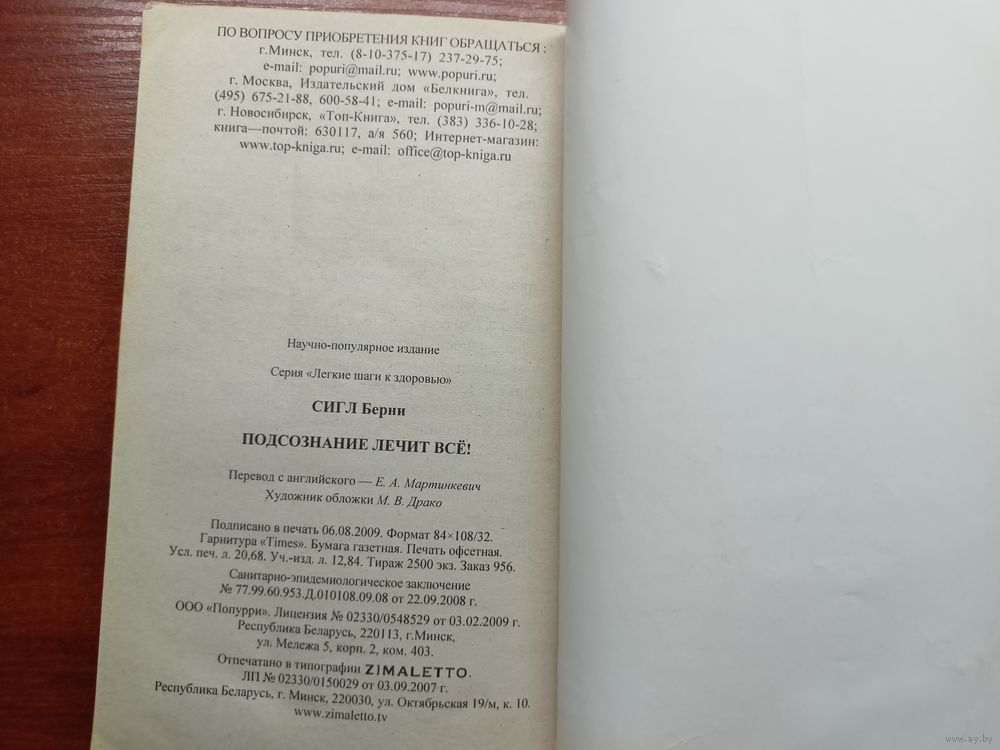 ПО ВОПРОСУ ПРИОБРЕТЕНИЯ КНИГ ОБРАЩАТЬСЯ :
г.Минск, тел. (8-10-375-17) 237-29-75;
e-mail: popuri@mail.ru; www.popuri.ru;
г. Москва, Издательский дом «Белкнига», тел.
(495) 675-21-88, 600-58-41; e-mail: popuri-m@mail.ru;
г. Новосибирск, «Топ-Книга», тел. (383) 336-10-28;
книга—почтой: 630117, а/я 560; Интернет-магазин:
www.top-kniga.ru; e-mail: office@top-kniga.ru
Научно-популярное издание
Серия «Легкие шаги к здоровью»
СИГЛ Берни
ПОДСОЗНАНИЕ ЛЕЧИТ ВСЁ!
Перевод с английского — Е. А. Мартинкевич
Художник обложки М. В. Драко
Подписано в печать 06.08.2009. Формат 84×108/32.
Гарнитура «Times». Бумага газетная. Печать офсетная.
Усл. печ. л. 20,68. Уч.-изд. л. 12,84. Тираж 2500 экз. Заказ 956.
Санитарно-эпидемиологическое заключение
№ 77.99.60.953.Д.010108.09.08 от 22.09.2008 г.
ООО «Попурри». Лицензия № 02330/0548529 от 03.02.2009 г.
Республика Беларусь, 220113, г.Минск,
ул. Мележа 5, корп. 2, ком. 403.
Отпечатано в типографии ZIMALETTO.
ЛП № 02330/0150029 от 03.09.2007 г.
Республика Беларусь, г. Минск, 220030, ул. Октябрьская 19/м, к. 10.
www.zimaletto.tv
www.ay.by